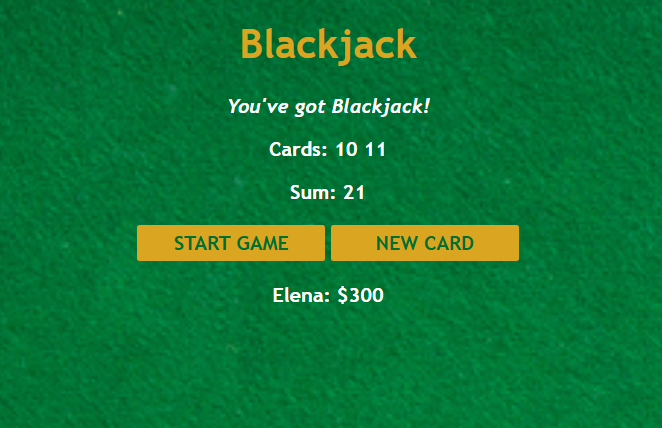 Blackjack
You've got Blackjack!
Cards: 10 11
Sum: 21
START GAME NEW CARD
Elena: $300